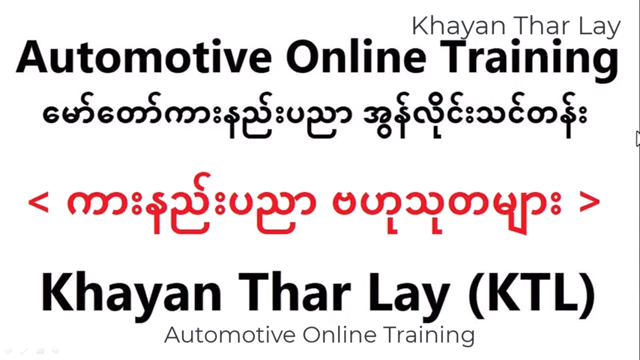 Khayan Thar Lay
Automotive Online Training
မော်တော်ကားနည်းပညာ အွန်လိုင်းသင်တန်း
< ကားနည်းပညာ ဗဟုသုတများ >
Khayan Thar Lay (KTL)
Automotive Online Training